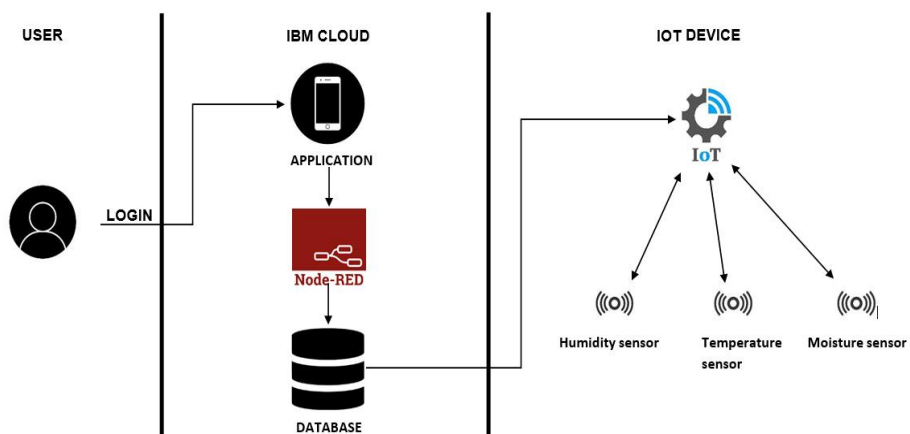 USER
IBM CLOUD
IOT DEVICE
APPLICATION
LOGIN
Node-RED
DATABASE
IoT
Humidity sensor
Temperature
sensor
Moisture sensor